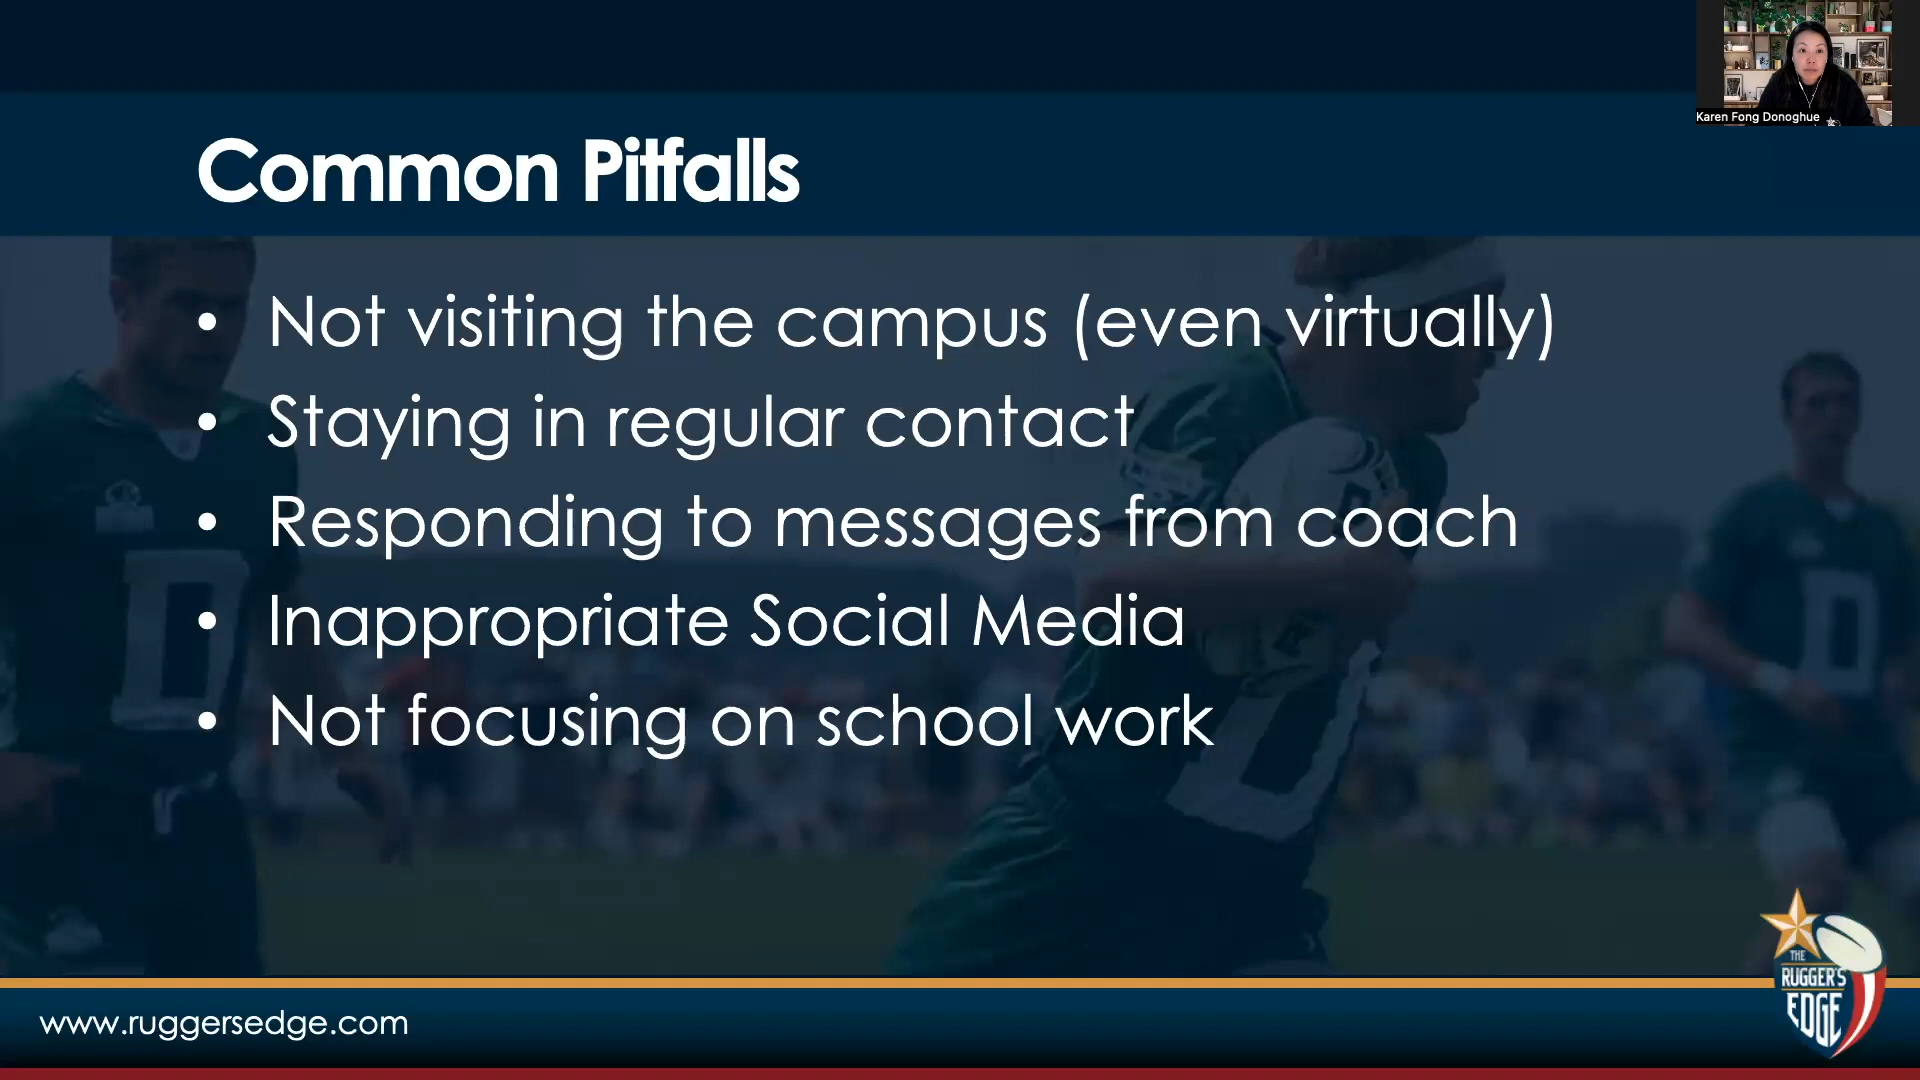 Karen Fong Donoghue
Common Pitfalls
• Not visiting the campus (even virtually)
• Staying in regular contact
• Responding to messages from coach
• Inappropriate Social Media
• Not focusing on school work
THE
RUGGER'S
EDGE
www.ruggersedge.com